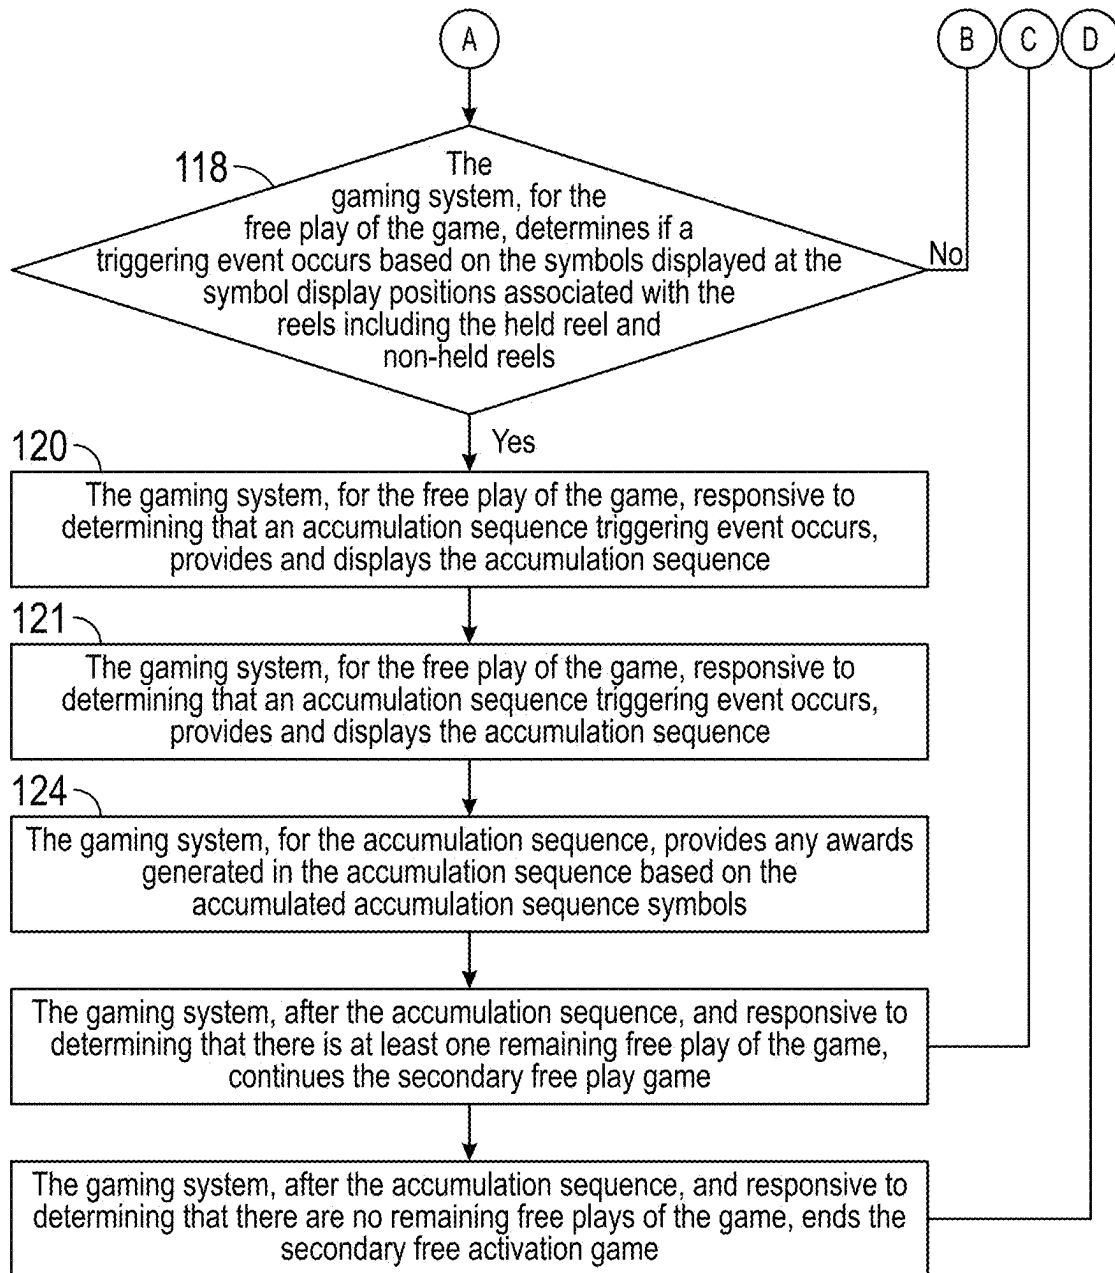 A
B
C
D
118
The
gaming system, for the
free play of the game, determines if a
triggering event occurs based on the symbols displayed at the
symbol display positions associated with the
reels including the held reel and
non-held reels
No
Yes
120
The gaming system, for the free play of the game, responsive to
determining that an accumulation sequence triggering event occurs,
provides and displays the accumulation sequence
121
The gaming system, for the free play of the game, responsive to
determining that an accumulation sequence triggering event occurs,
provides and displays the accumulation sequence
124
The gaming system, for the accumulation sequence, provides any awards
generated in the accumulation sequence based on the
accumulated accumulation sequence symbols
The gaming system, after the accumulation sequence, and responsive to
determining that there is at least one remaining free play of the game,
continues the secondary free play game
The gaming system, after the accumulation sequence, and responsive to
determining that there are no remaining free plays of the game, ends the
secondary free activation game